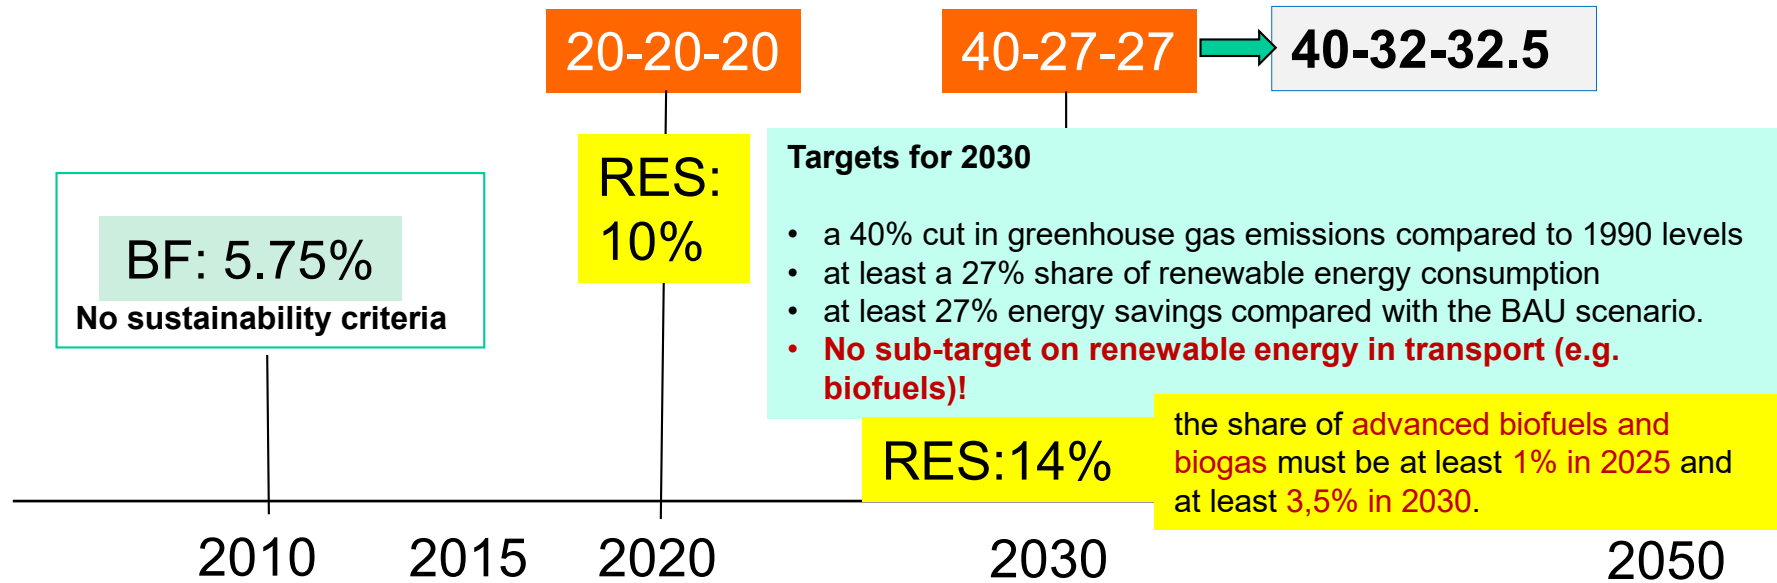 20-20-20
40-27-27
40-32-32.5
BF: 5.75%
No sustainability criteria
RES:
10%
Targets for 2030
• a 40% cut in greenhouse gas emissions compared to 1990 levels
• at least a 27% share of renewable energy consumption
• at least 27% energy savings compared with the BAU scenario.
• No sub-target on renewable energy in transport (e.g.
biofuels)!
RES:14%
the share of advanced biofuels and
biogas must be at least 1% in 2025 and
at least 3,5% in 2030.
2010
2015
2020
2030
2050